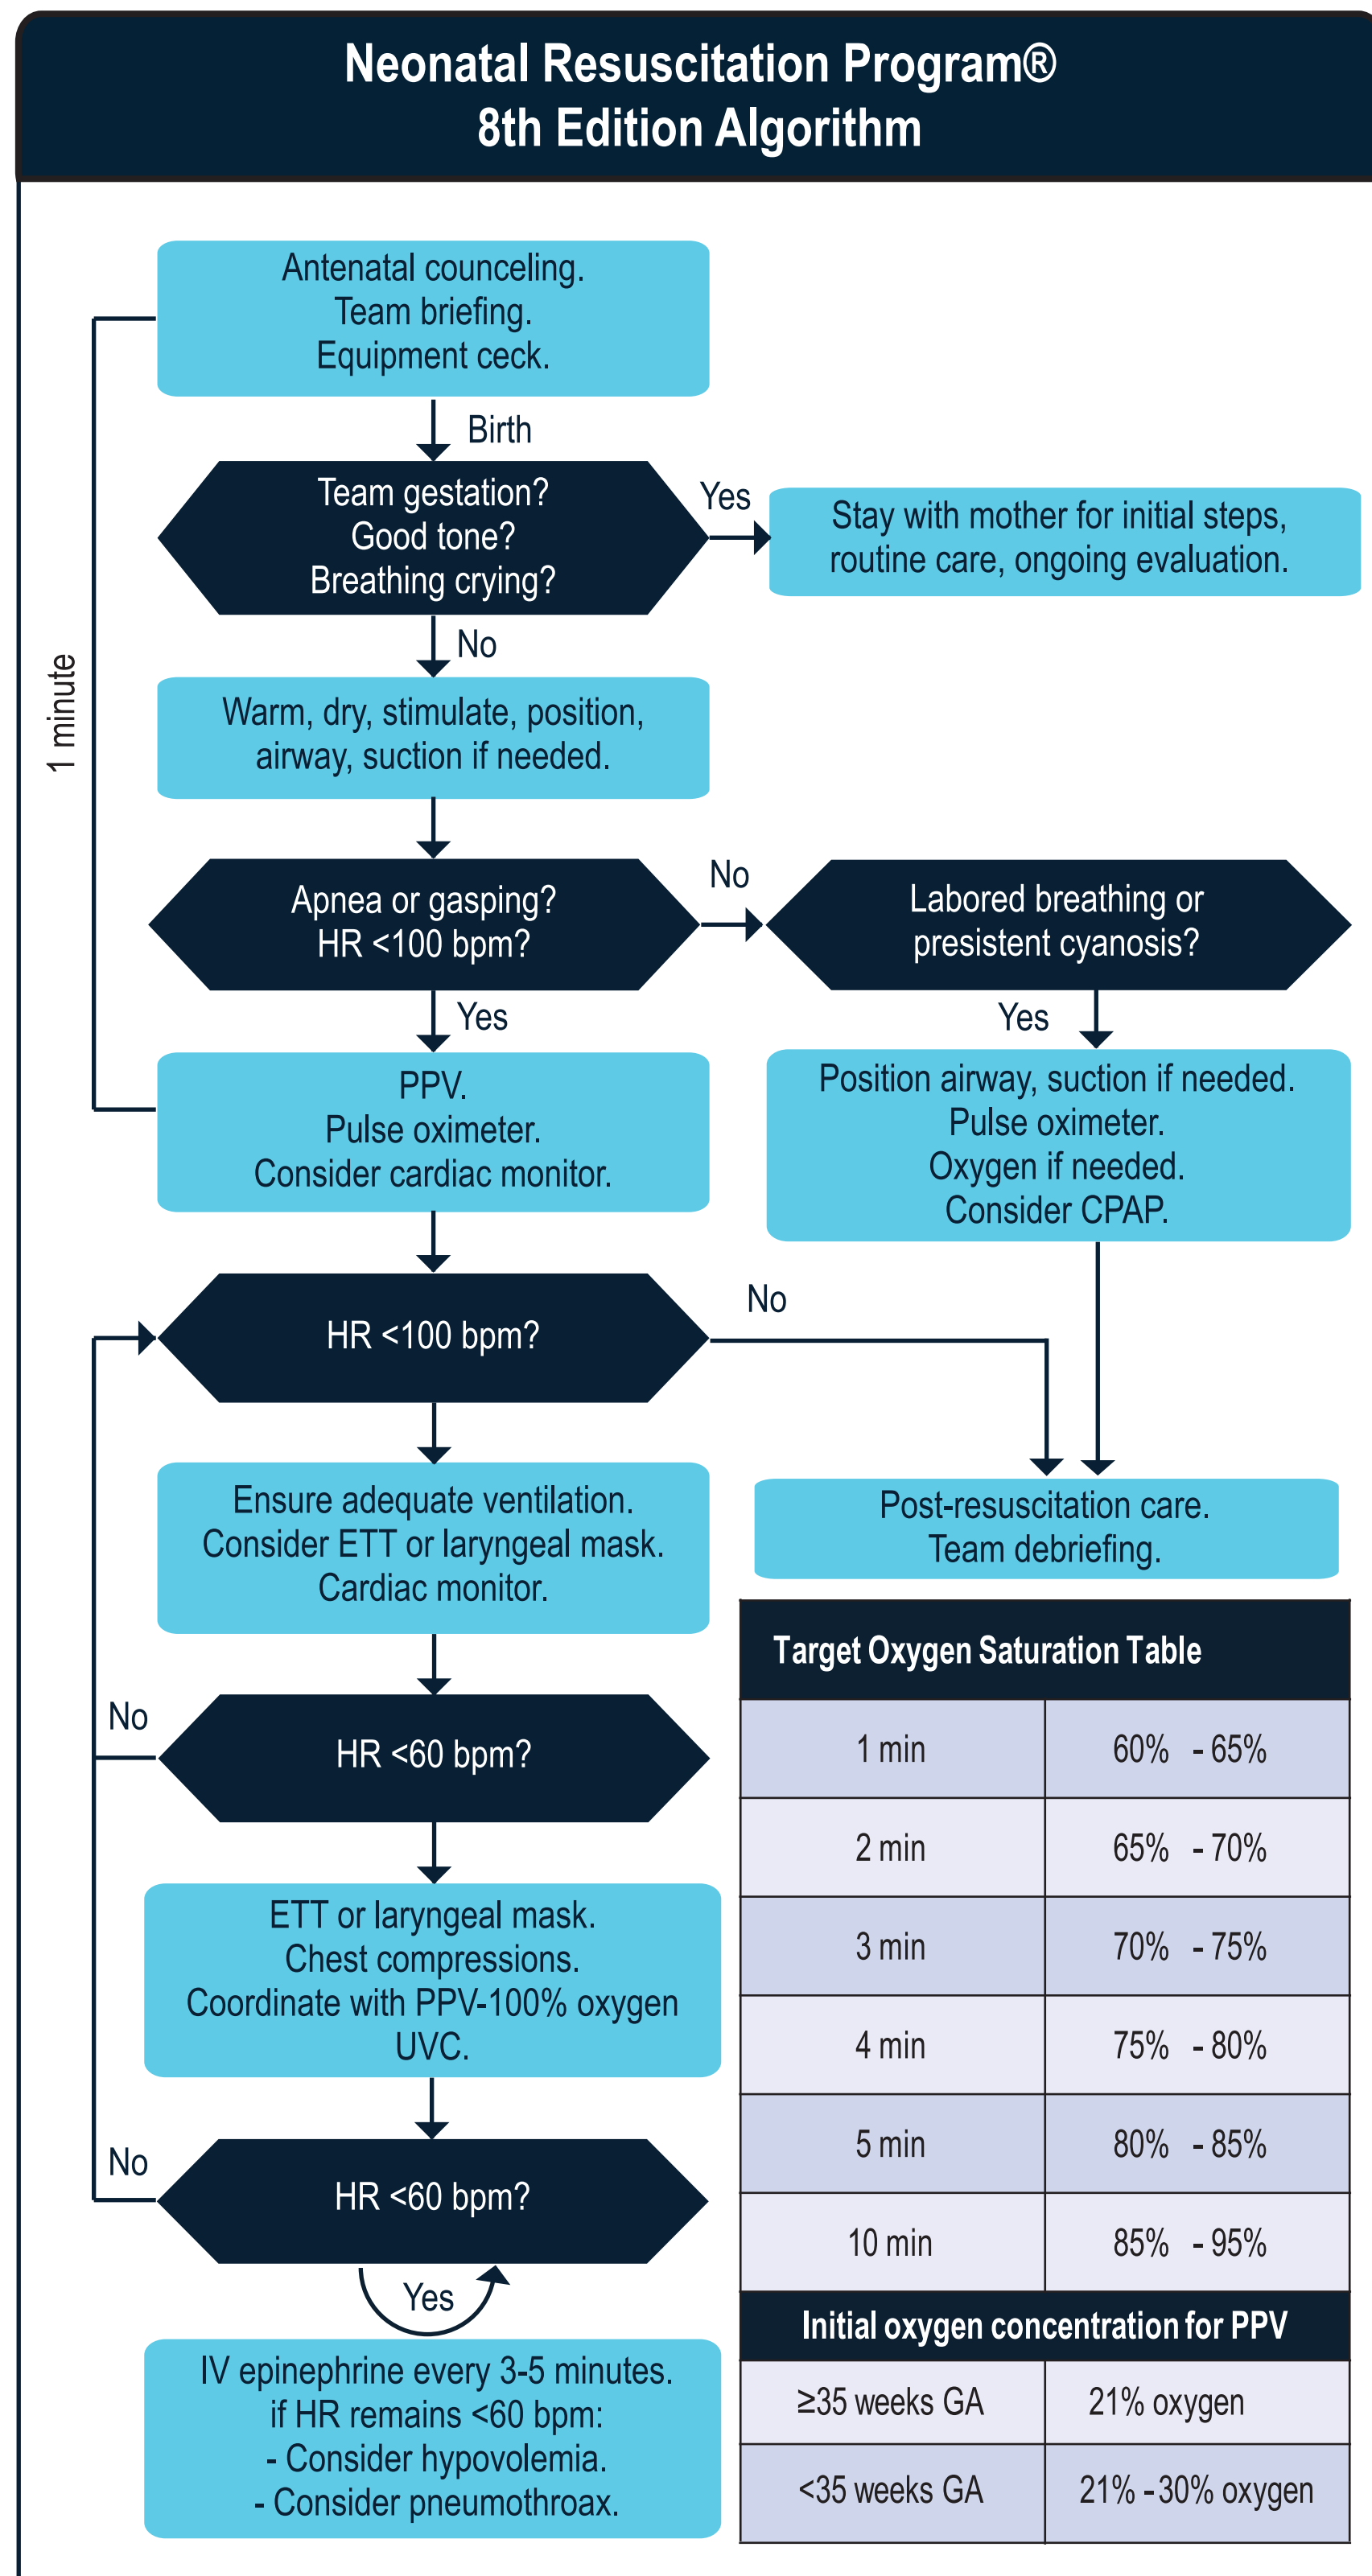 Neonatal Resuscitation Program®
8th Edition Algorithm
Antenatal counceling.
Team briefing.
Equipment ceck.
Birth
1 minute
Team gestation?
Good tone?
Breathing crying?
Yes
Stay with mother for initial steps,
routine care, ongoing evaluation.
No
Warm, dry, stimulate, position,
airway, suction if needed.
Apnea or gasping?
HR <100 bpm?
No
Labored breathing or
presistent cyanosis?
Yes
Yes
PPV.
Pulse oximeter.
Consider cardiac monitor.
Position airway, suction if needed.
Pulse oximeter.
Oxygen if needed.
Consider CPAP.
HR <100 bpm?
No
Ensure adequate ventilation.
Consider ETT or laryngeal mask.
Cardiac monitor.
Post-resuscitation care.
Team debriefing.
No
HR <60 bpm?
ETT or laryngeal mask.
Chest compressions.
Coordinate with PPV-100% oxygen
UVC.
No
HR <60 bpm?
Yes
IV epinephrine every 3-5 minutes.
if HR remains <60 bpm:
- Consider hypovolemia.
- Consider pneumothroax.
Target Oxygen Saturation Table
1 min 60% - 65%
2 min 65% - 70%
3 min 70% - 75%
4 min 75% - 80%
5 min 80% - 85%
10 min 85% - 95%
Initial oxygen concentration for PPV
≥35 weeks GA 21% oxygen
<35 weeks GA 21% - 30% oxygen